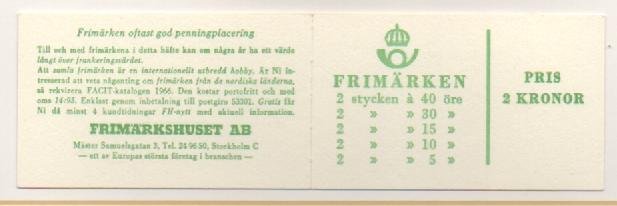 Frimärken oftast god penningplacering
Till och med frimärkena i detta häfte kan om några år ha ett värde
långt över frankeringsvärdet.
Att samla frimärken är en internationellt utbredd hobby. Är Ni in-
tresserad att veta någonting om frimärken från de nordiska länderna,
så rekvirera FACIT-katalogen 1966. Den kostar portofritt och med
oms 14:95. Enklast genom inbetalning till postgiro 53301. Gratis får
Ni då minst 4 kundtidningar FH-nytt med aktuell information.
FRIMÄRKSHUSET AB
Mäster Samuelsgatan 3, Tel. 24 96 50, Stockholm C
— ett av Europas största företag i branschen —
FRIMÄRKEN
2 stycken à 40 öre
2 » » 30 »
2 » » 15 »
2 » » 10 »
2 » » 5 »
PRIS
2 KRONOR